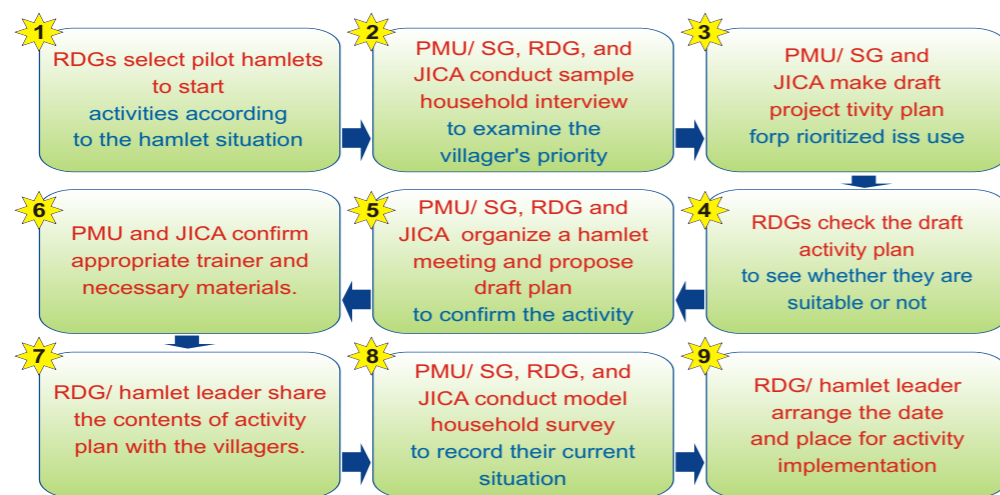 1
RDGs select pilot hamlets
to start
activities according
to the hamlet situation
2
PMU/ SG, RDG, and
JICA conduct sample
household interview
to examine the
villager's priority
3
PMU/ SG and
JICA make draft
project tivity plan
forp rioritized iss use
4
RDGs check the draft
activity plan
to see whether they are
suitable or not
5
PMU/ SG, RDG and
JICA organize a hamlet
meeting and propose
draft plan
to confirm the activity
6
PMU and JICA confirm
appropriate trainer and
necessary materials.
7
RDG/ hamlet leader share
the contents of activity
plan with the villagers.
8
PMU/ SG, RDG, and
JICA conduct model
household survey
to record their current
situation
9
RDG/ hamlet leader
arrange the date
and place for activity
implementation